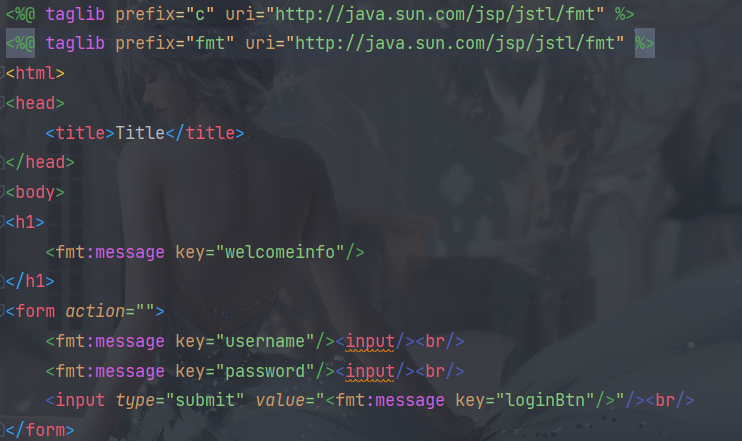 <%@ taglib prefix="c" uri="http://java.sun.com/jsp/jstl/fmt" %>
<%@ taglib prefix="fmt" uri="http://java.sun.com/jsp/jstl/fmt" %>
<html>
<head>
    <title>Title</title>
</head>
<body>
<h1>
    <fmt:message key="welcomeinfo"/>
</h1>
<form action="">
    <fmt:message key="username"/><input/><br/>
    <fmt:message key="password"/><input/><br/>
    <input type="submit" value="<fmt:message key="loginBtn"/>"/><br/>
</form>